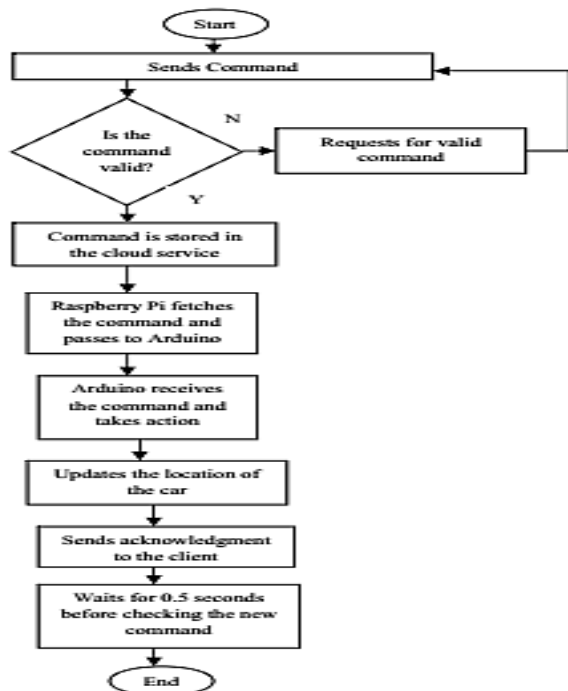 Start
Sends Command
Is the
command
valid?
N
Requests for valid
command
Y
Command is stored in
the cloud service
Raspberry Pi fetches
the command and
passes to Arduino
Arduino receives
the command and
takes action
Updates the location of
the car
Sends acknowledgment
to the client
Waits for 0.5 seconds
before checking the new
command
End